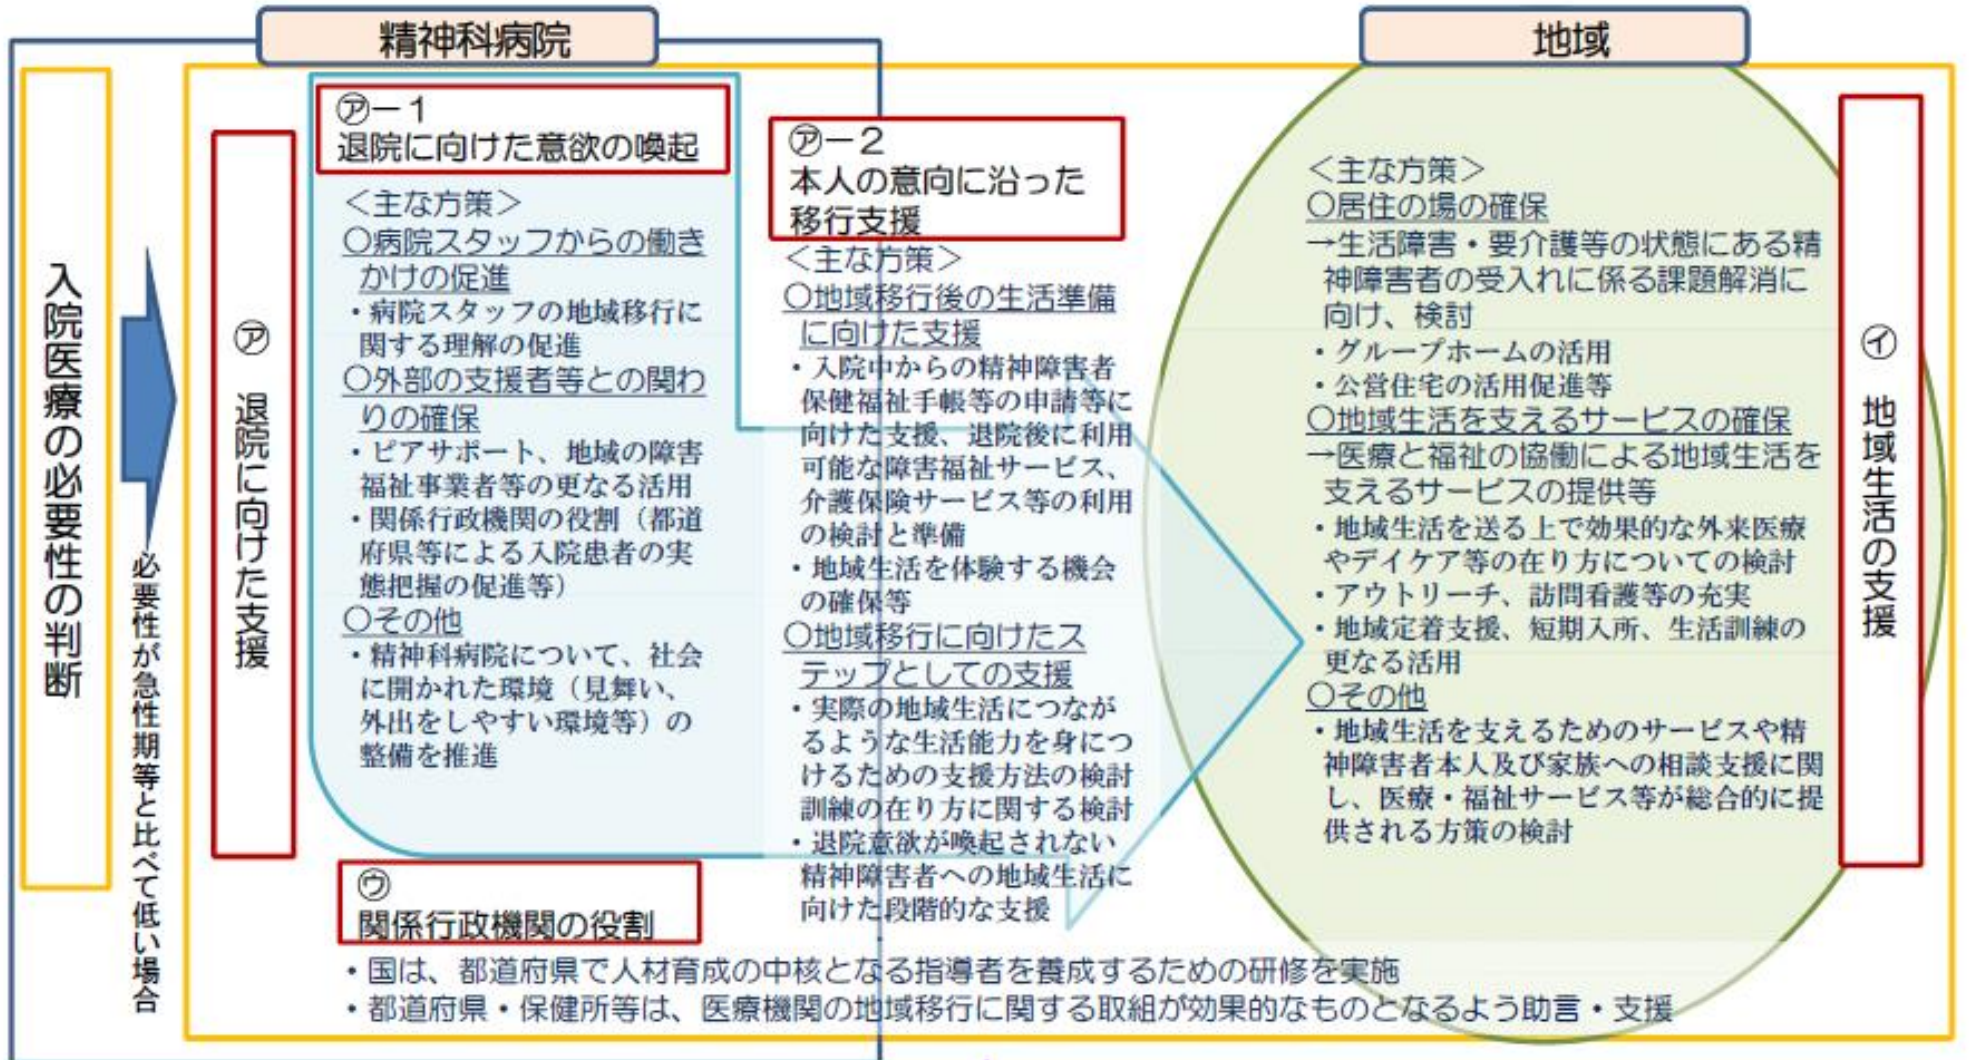 精神科病院
地域
入院医療の必要性の判断
必要性が急性期等と比べて低い場合
㋐ 退院に向けた支援
㋐－1
退院に向けた意欲の喚起
＜主な方策＞
○病院スタッフからの働き
かけの促進
・病院スタッフの地域移行に
関する理解の促進
○外部の支援者等との関わ
りの確保
・ピアサポート、地域の障害
福祉事業者等の更なる活用
・関係行政機関の役割（都道
府県等による入院患者の実
態把握の促進等）
○その他
・精神科病院について、社会
に開かれた環境（見舞い、
外出をしやすい環境等）の
整備を推進
㋐－2
本人の意向に沿った
移行支援
＜主な方策＞
○地域移行後の生活準備
に向けた支援
・入院中からの精神障害者
保健福祉手帳等の申請等に
向けた支援、退院後に利用
可能な障害福祉サービス、
介護保険サービス等の利用
の検討と準備
・地域生活を体験する機会
の確保等
○地域移行に向けたス
テップとしての支援
・実際の地域生活につなが
るような生活能力を身につ
けるための支援方法の検討
訓練の在り方に関する検討
・退院意欲が喚起されない
精神障害者への地域生活に
向けた段階的な支援
＜主な方策＞
○居住の場の確保
→生活障害・要介護等の状態にある精
神障害者の受入れに係る課題解消に
向け、検討
・グループホームの活用
・公営住宅の活用促進等
○地域生活を支えるサービスの確保
→医療と福祉の協働による地域生活を
支えるサービスの提供等
・地域生活を送る上で効果的な外来医療
やデイケア等の在り方についての検討
・アウトリーチ、訪問看護等の充実
・地域定着支援、短期入所、生活訓練の
更なる活用
○その他
・地域生活を支えるためのサービスや精
神障害者本人及び家族への相談支援に関
し、医療・福祉サービス等が総合的に提
供される方策の検討
㋑ 地域生活の支援
㋒
関係行政機関の役割
・国は、都道府県で人材育成の中核となる指導者を養成するための研修を実施
・都道府県・保健所等は、医療機関の地域移行に関する取組が効果的なものとなるよう助言・支援